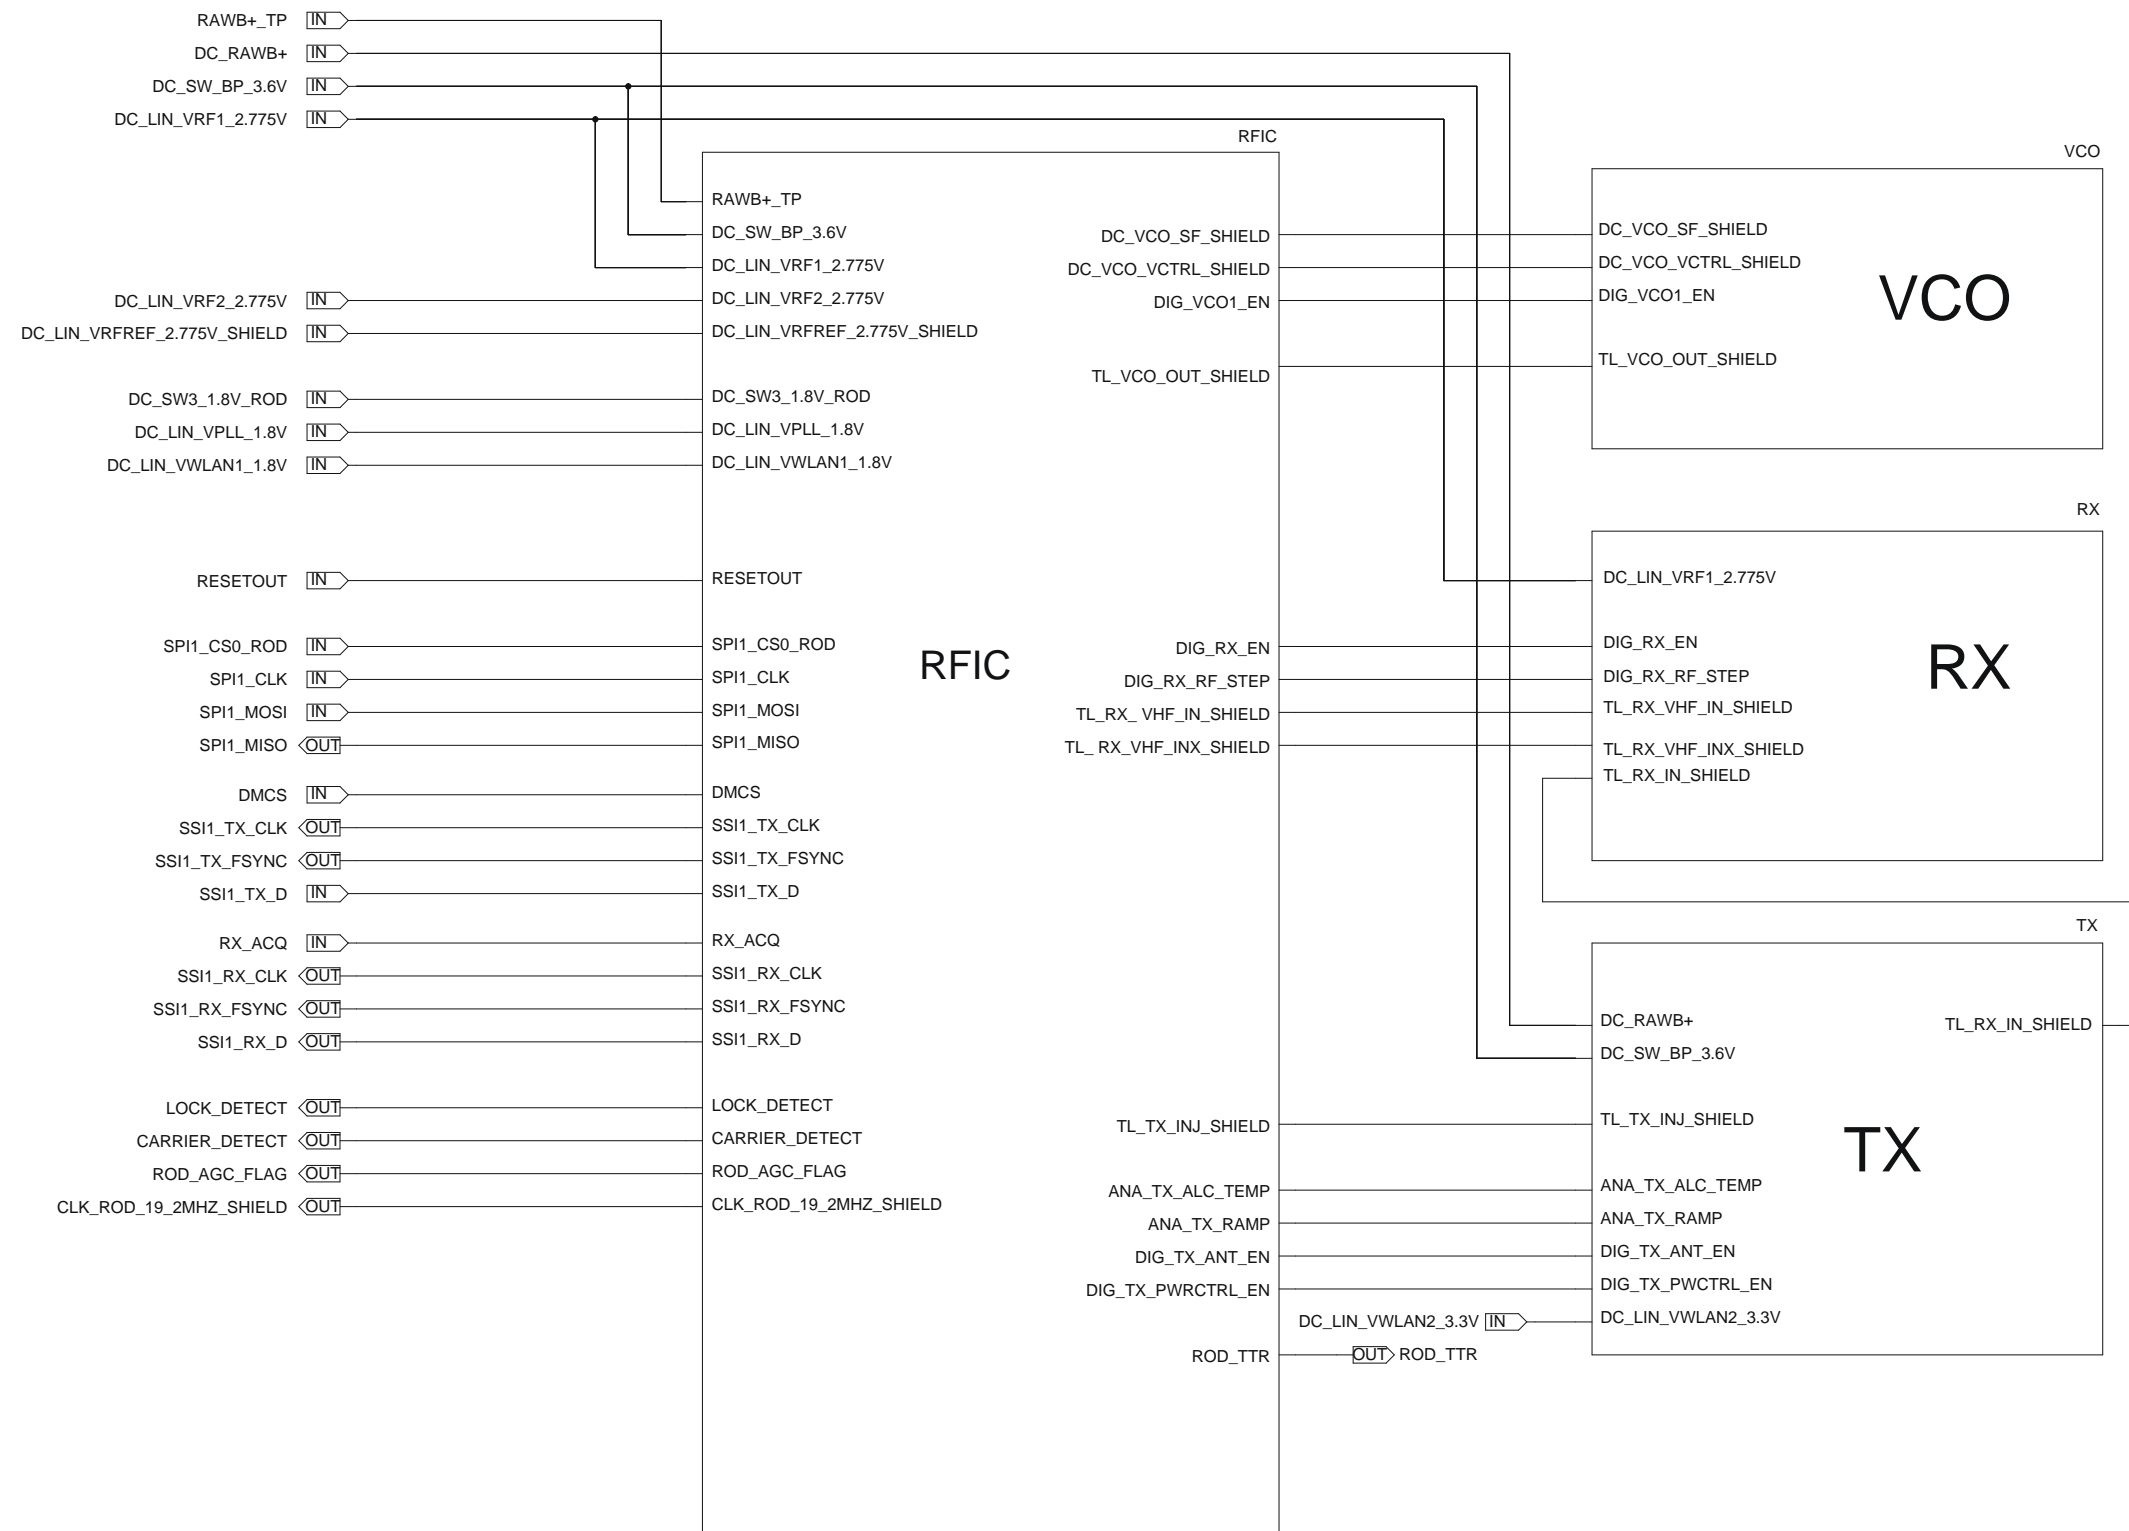 RAWB+_TP IN
DC_RAWB+ IN
DC_SW_BP_3.6V IN
DC_LIN_VRF1_2.775V IN
DC_LIN_VRF2_2.775V IN
DC_LIN_VRFREF_2.775V_SHIELD IN
DC_SW3_1.8V_ROD IN
DC_LIN_VPLL_1.8V IN
DC_LIN_VWLAN1_1.8V IN
RESETOUT IN
SPI1_CS0_ROD IN
SPI1_CLK IN
SPI1_MOSI IN
SPI1_MISO OUT
DMCS IN
SSI1_TX_CLK OUT
SSI1_TX_FSYNC OUT
SSI1_TX_D IN
RX_ACQ IN
SSI1_RX_CLK OUT
SSI1_RX_FSYNC OUT
SSI1_RX_D OUT
LOCK_DETECT OUT
CARRIER_DETECT OUT
ROD_AGC_FLAG OUT
CLK_ROD_19_2MHZ_SHIELD OUT
RFIC
RAWB+_TP
DC_SW_BP_3.6V
DC_LIN_VRF1_2.775V
DC_LIN_VRF2_2.775V
DC_LIN_VRFREF_2.775V_SHIELD
DC_SW3_1.8V_ROD
DC_LIN_VPLL_1.8V
DC_LIN_VWLAN1_1.8V
RESETOUT
SPI1_CS0_ROD
SPI1_CLK
SPI1_MOSI
SPI1_MISO
DMCS
SSI1_TX_CLK
SSI1_TX_FSYNC
SSI1_TX_D
RX_ACQ
SSI1_RX_CLK
SSI1_RX_FSYNC
SSI1_RX_D
LOCK_DETECT
CARRIER_DETECT
ROD_AGC_FLAG
CLK_ROD_19_2MHZ_SHIELD
RFIC
DC_VCO_SF_SHIELD
DC_VCO_VCTRL_SHIELD
DIG_VCO1_EN
TL_VCO_OUT_SHIELD
DIG_RX_EN
DIG_RX_RF_STEP
TL_RX_ VHF_IN_SHIELD
TL_ RX_VHF_INX_SHIELD
TL_TX_INJ_SHIELD
ANA_TX_ALC_TEMP
ANA_TX_RAMP
DIG_TX_ANT_EN
DIG_TX_PWRCTRL_EN
ROD_TTR
VCO
DC_VCO_SF_SHIELD
DC_VCO_VCTRL_SHIELD
DIG_VCO1_EN
TL_VCO_OUT_SHIELD
VCO
RX
DC_LIN_VRF1_2.775V
DIG_RX_EN
DIG_RX_RF_STEP
TL_RX_VHF_IN_SHIELD
TL_RX_VHF_INX_SHIELD
TL_RX_IN_SHIELD
RX
TX
DC_RAWB+
DC_SW_BP_3.6V
TL_RX_IN_SHIELD
TL_TX_INJ_SHIELD
TX
ANA_TX_ALC_TEMP
ANA_TX_RAMP
DIG_TX_ANT_EN
DIG_TX_PWCTRL_EN
DC_LIN_VWLAN2_3.3V IN
DC_LIN_VWLAN2_3.3V
OUT ROD_TTR